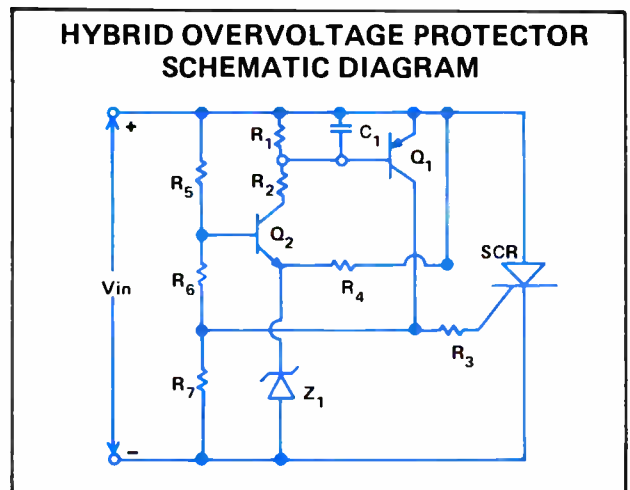 HYBRID OVERVOLTAGE PROTECTOR
SCHEMATIC DIAGRAM
+
R1
C1
Q1
R5
R2
Q2
SCR
Vin
R6
R4
R3
R7
Z1
−